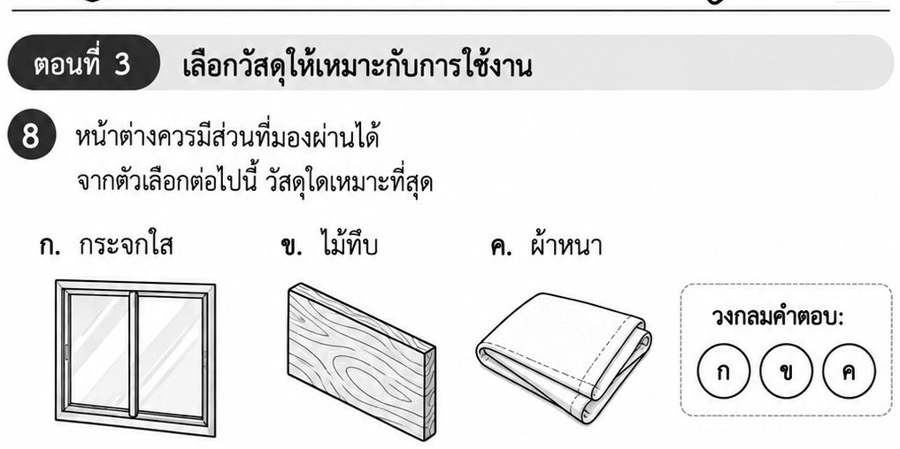 ตอนที่ 3 เลือกวัสดุให้เหมาะกับการใช้งาน
8 หน้าต่างควรมีส่วนที่มองผ่านได้
จากตัวเลือกต่อไปนี้ วัสดุใดเหมาะที่สุด
ก. กระจกใส ข. ไม้ทึบ ค. ผ้าหนา
วงกลมคำตอบ:
ก ข ค